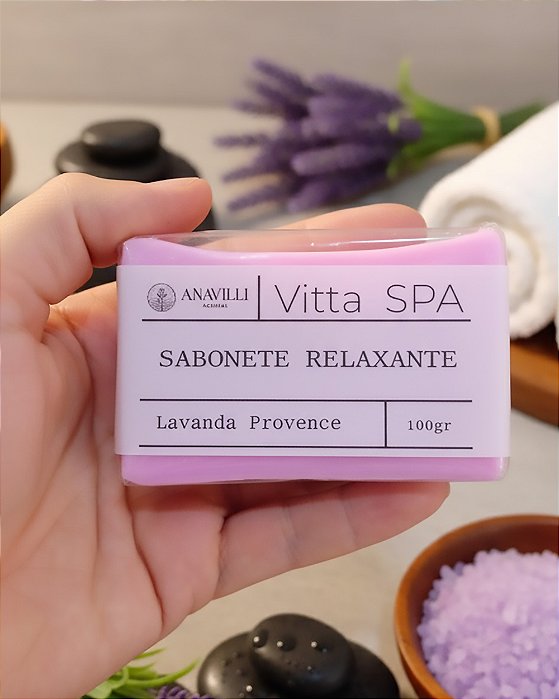 ANAVILLI
Vitta SPA
SABONETE RELAXANTE
Lavanda Provence
100gr